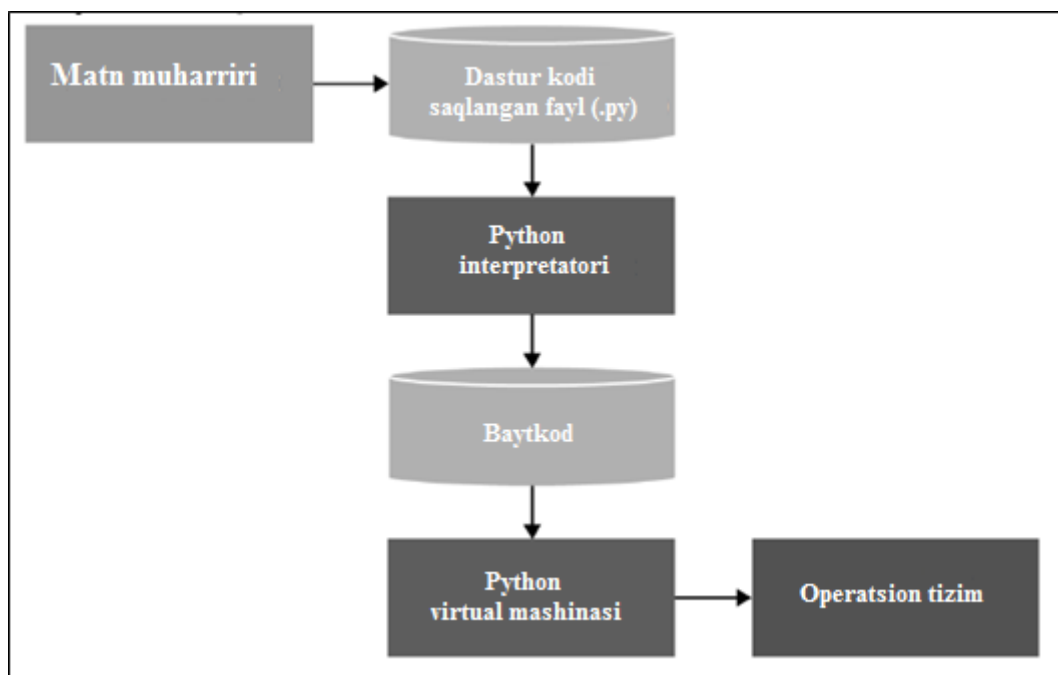 Matn muharriri
Dastur kodi
saqlangan fayl (.py)
Python
interpretatori
Baytkod
Python
virtual mashinasi
Operatsion tizim